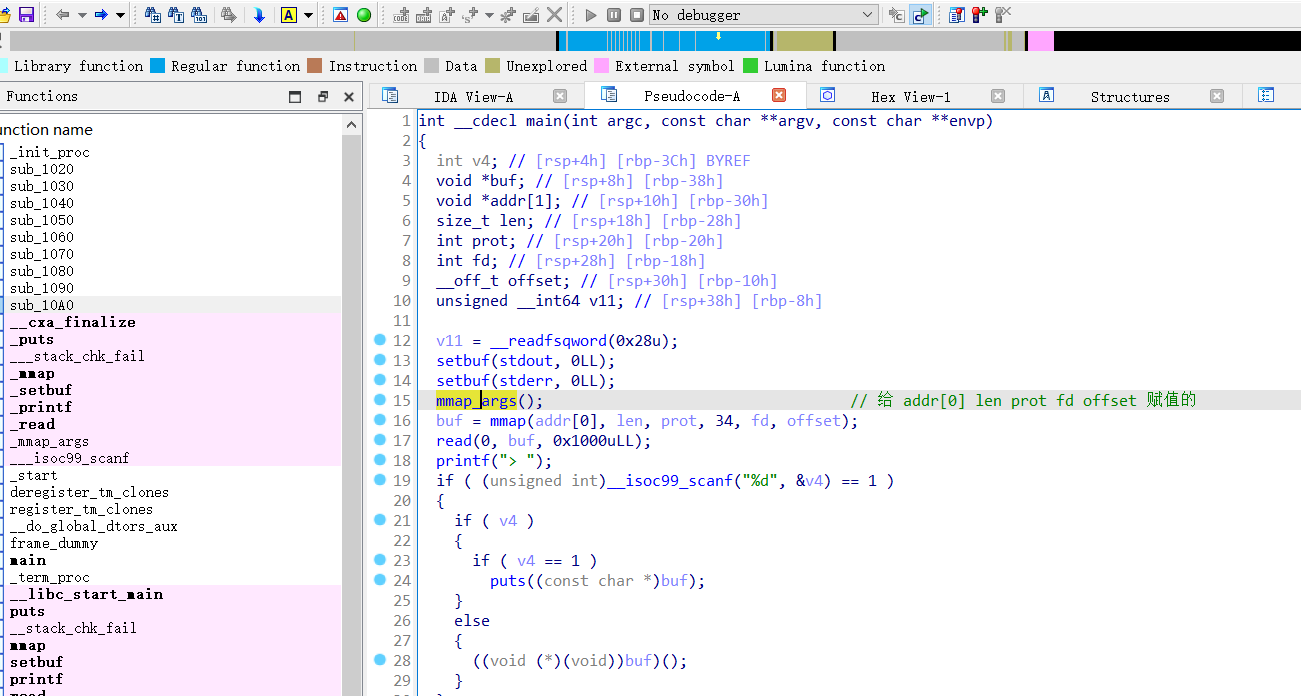 No debugger
Library function Regular function Instruction Data Unexplored External symbol Lumina function
Functions
IDA View-A Pseudocode-A Hex View-1 Structures
unction name
_init_proc
sub_1020
sub_1030
sub_1040
sub_1050
sub_1060
sub_1070
sub_1080
sub_1090
sub_10A0
__cxa_finalize
_puts
___stack_chk_fail
_mmap
_setbuf
_printf
_read
_mmap_args
___isoc99_scanf
_start
deregister_tm_clones
register_tm_clones
__do_global_dtors_aux
frame_dummy
main
_term_proc
__libc_start_main
puts
__stack_chk_fail
mmap
setbuf
printf
read
1 int __cdecl main(int argc, const char **argv, const char **envp)
2 {
3 int v4; // [rsp+4h] [rbp-3Ch] BYREF
4 void *buf; // [rsp+8h] [rbp-38h]
5 void *addr[1]; // [rsp+10h] [rbp-30h]
6 size_t len; // [rsp+18h] [rbp-28h]
7 int prot; // [rsp+20h] [rbp-20h]
8 int fd; // [rsp+28h] [rbp-18h]
9 __off_t offset; // [rsp+30h] [rbp-10h]
10 unsigned __int64 v11; // [rsp+38h] [rbp-8h]
11
12 v11 = __readfsqword(0x28u);
13 setbuf(stdout, 0LL);
14 setbuf(stderr, 0LL);
15 mmap_args(); // 给 addr[0] len prot fd offset 赋值的
16 buf = mmap(addr[0], len, prot, 34, fd, offset);
17 read(0, buf, 0x1000uLL);
18 printf("> ");
19 if ( (unsigned int)__isoc99_scanf("%d", &v4) == 1 )
20 {
21 if ( v4 )
22 {
23 if ( v4 == 1 )
24 puts((const char *)buf);
25 }
26 else
27 {
28 ((void (*)(void))buf)();
29 }